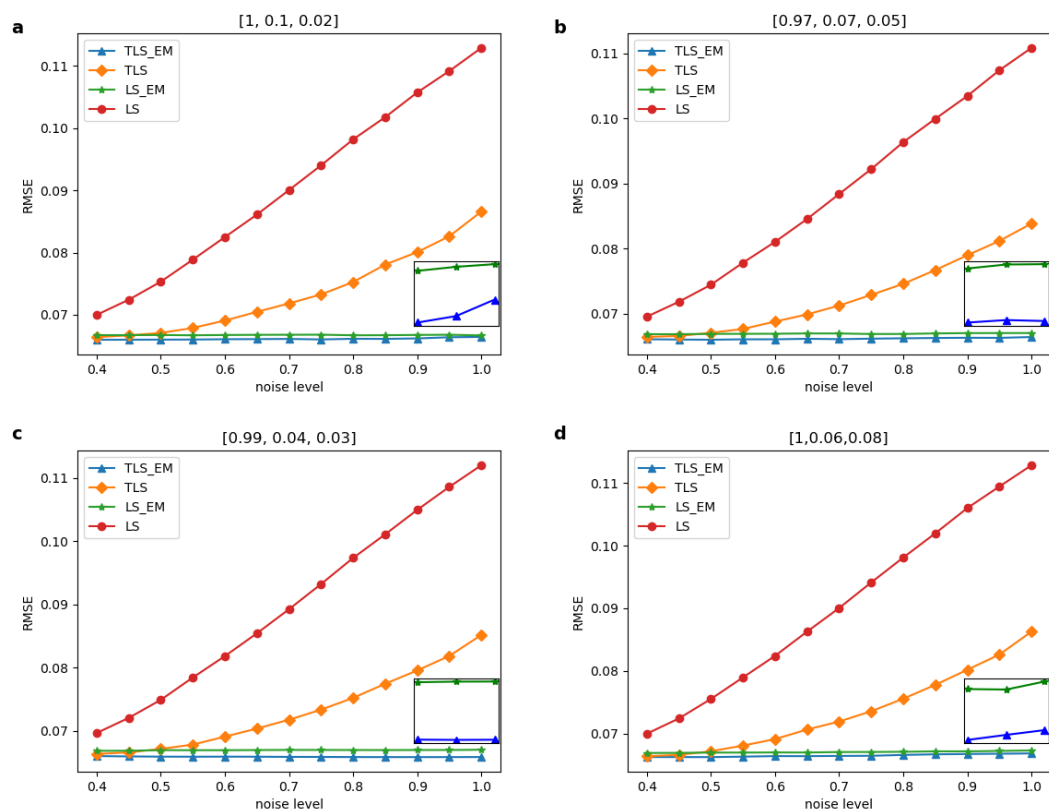 a
[1, 0.1, 0.02]
TLS_EM
TLS
LS_EM
LS
RMSE
0.11
0.10
0.09
0.08
0.07
0.4 0.5 0.6 0.7 0.8 0.9 1.0
noise level
b
[0.97, 0.07, 0.05]
TLS_EM
TLS
LS_EM
LS
RMSE
0.11
0.10
0.09
0.08
0.07
0.4 0.5 0.6 0.7 0.8 0.9 1.0
noise level
c
[0.99, 0.04, 0.03]
TLS_EM
TLS
LS_EM
LS
RMSE
0.11
0.10
0.09
0.08
0.07
0.4 0.5 0.6 0.7 0.8 0.9 1.0
noise level
d
[1,0.06,0.08]
TLS_EM
TLS
LS_EM
LS
RMSE
0.11
0.10
0.09
0.08
0.07
0.4 0.5 0.6 0.7 0.8 0.9 1.0
noise level